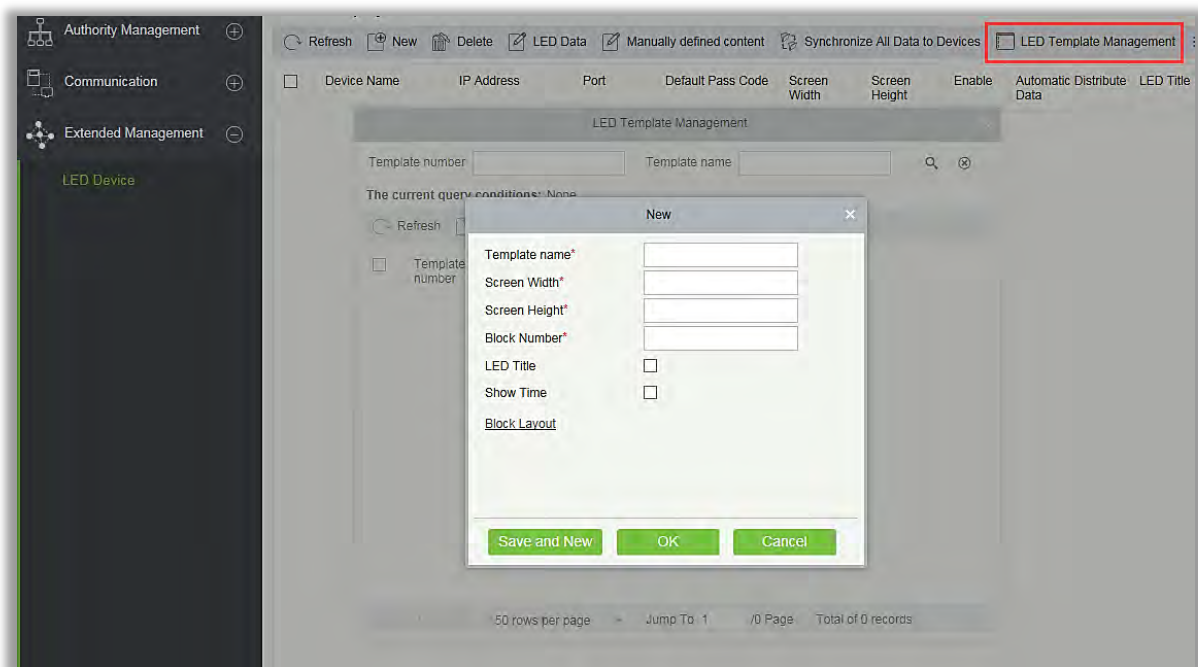 Authority Management
Refresh New Delete LED Data Manually defined content Synchronize All Data to Devices LED Template Management
Communication
Device Name IP Address Port Default Pass Code Screen Width Screen Height Enable Automatic Distribute Data LED Title
Extended Management
LED Device
LED Template Management
Template number Template name
The current query conditions: None
Refresh
Template number
New
Template name*
Screen Width*
Screen Height*
Block Number*
LED Title
Show Time
Block Layout
Save and New OK Cancel
50 rows per page Jump To 1 /0 Page Total of 0 records